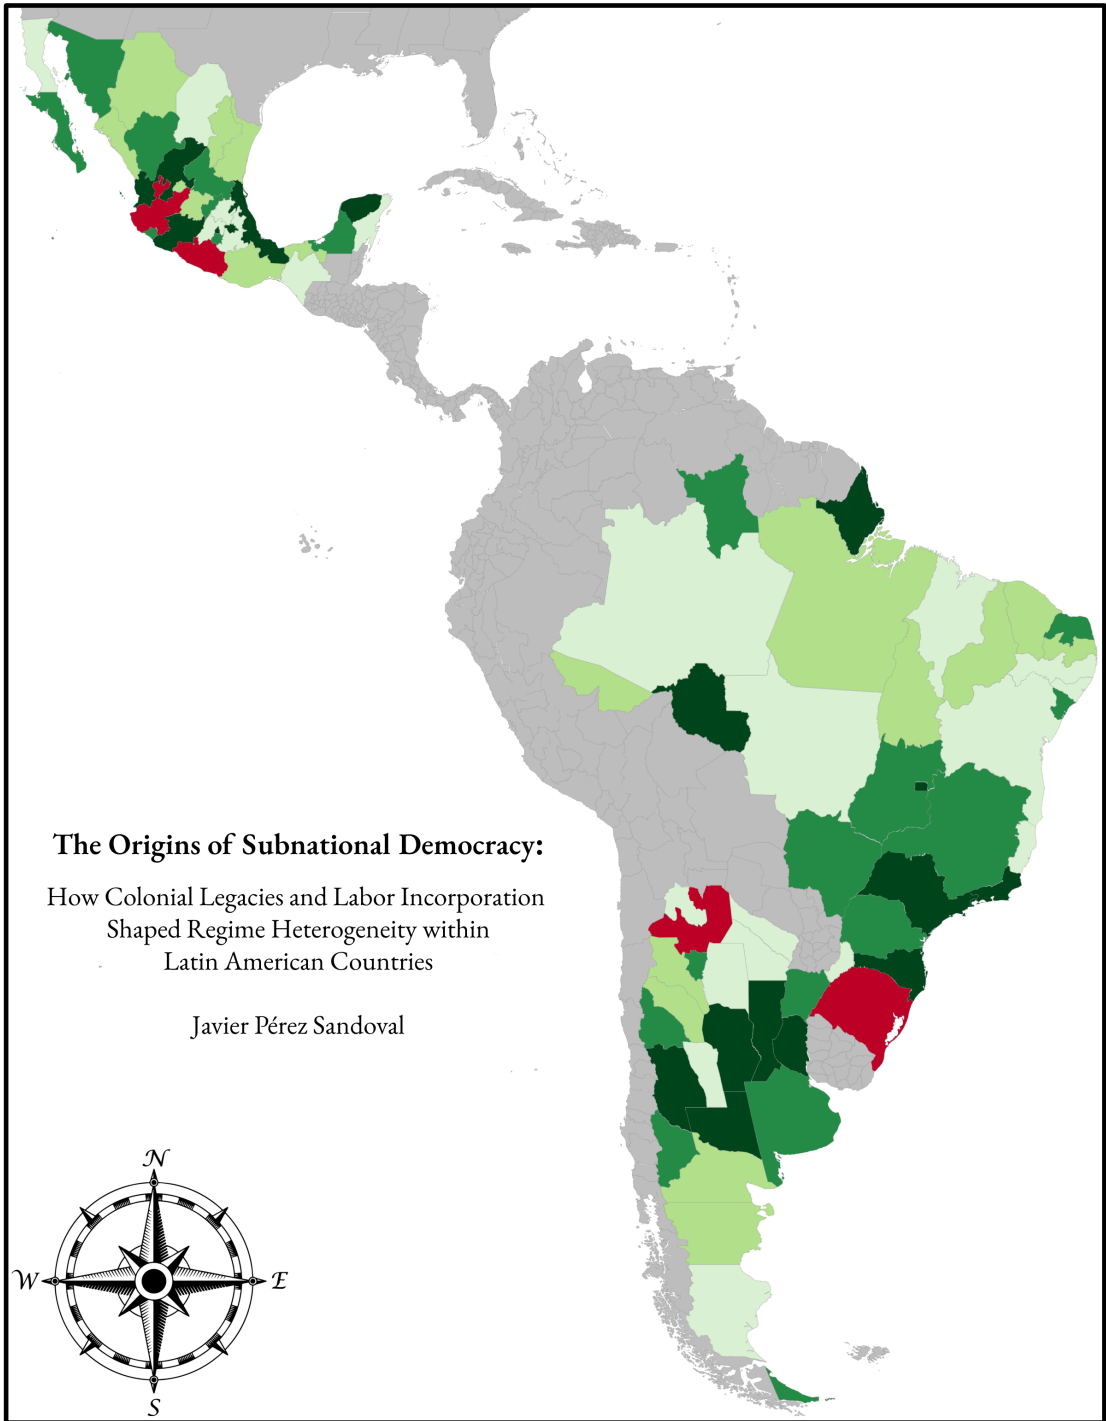 The Origins of Subnational Democracy:
How Colonial Legacies and Labor Incorporation
Shaped Regime Heterogeneity within
Latin American Countries
Javier Pérez Sandoval
N
W E
S